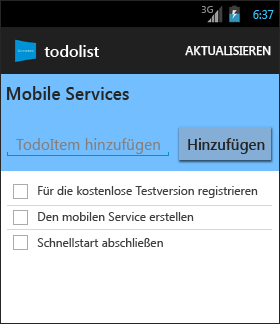 3G 6:37
todolist AKTUALISIEREN
Mobile Services
TodoItem hinzufügen Hinzufügen
Für die kostenlose Testversion registrieren
Den mobilen Service erstellen
Schnellstart abschließen